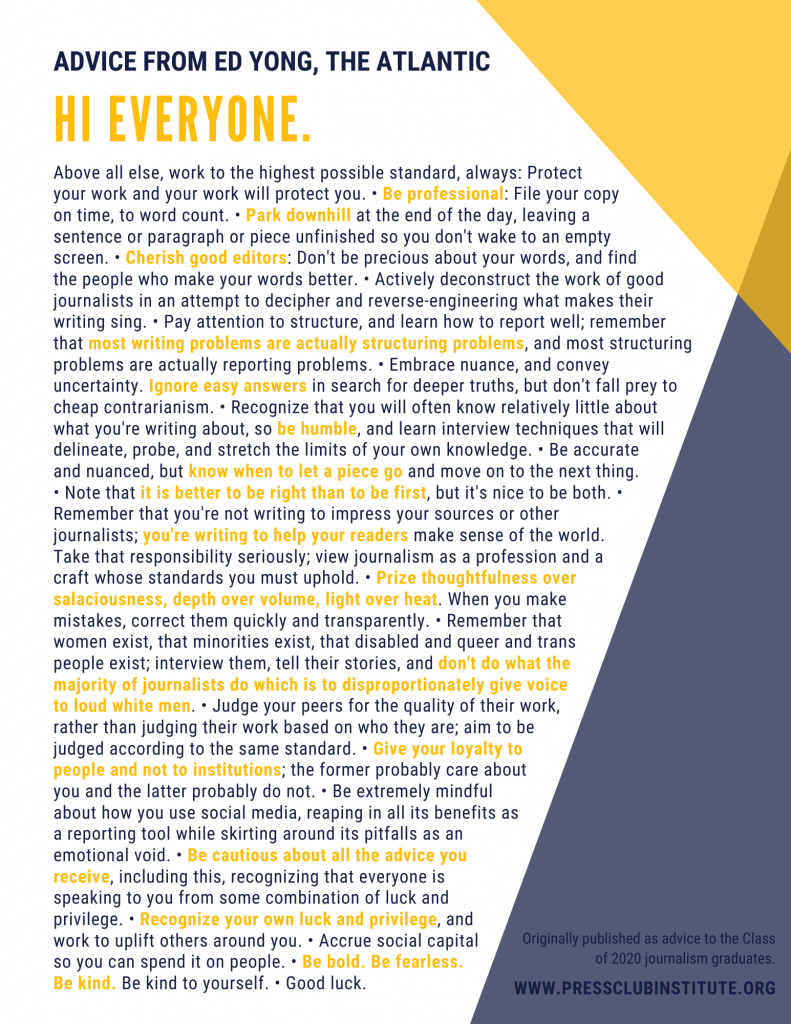 ADVICE FROM ED YONG, THE ATLANTIC
HI EVERYONE.
Above all else, work to the highest possible standard, always: Protect
your work and your work will protect you. • Be professional: File your copy
on time, to word count. • Park downhill at the end of the day, leaving a
sentence or paragraph or piece unfinished so you don't wake to an empty
screen. • Cherish good editors: Don't be precious about your words, and find
the people who make your words better. • Actively deconstruct the work of good
journalists in an attempt to decipher and reverse-engineering what makes their
writing sing. • Pay attention to structure, and learn how to report well; remember
that most writing problems are actually structuring problems, and most structuring
problems are actually reporting problems. • Embrace nuance, and convey
uncertainty. Ignore easy answers in search for deeper truths, but don't fall prey to
cheap contrarianism. • Recognize that you will often know relatively little about
what you're writing about, so be humble, and learn interview techniques that will
delineate, probe, and stretch the limits of your own knowledge. • Be accurate
and nuanced, but know when to let a piece go and move on to the next thing.
• Note that it is better to be right than to be first, but it's nice to be both. •
Remember that you're not writing to impress your sources or other
journalists; you're writing to help your readers make sense of the world.
Take that responsibility seriously; view journalism as a profession and a
craft whose standards you must uphold. • Prize thoughtfulness over
salaciousness, depth over volume, light over heat. When you make
mistakes, correct them quickly and transparently. • Remember that
women exist, that minorities exist, that disabled and queer and trans
people exist; interview them, tell their stories, and don't do what the
majority of journalists do which is to disproportionately give voice
to loud white men. • Judge your peers for the quality of their work,
rather than judging their work based on who they are; aim to be
judged according to the same standard. • Give your loyalty to
people and not to institutions; the former probably care about
you and the latter probably do not. • Be extremely mindful
about how you use social media, reaping in all its benefits as
a reporting tool while skirting around its pitfalls as an
emotional void. • Be cautious about all the advice you
receive, including this, recognizing that everyone is
speaking to you from some combination of luck and
privilege. • Recognize your own luck and privilege, and
work to uplift others around you. • Accrue social capital
so you can spend it on people. • Be bold. Be fearless.
Be kind. Be kind to yourself. • Good luck.
Originally published as advice to the Class
of 2020 journalism graduates.
WWW.PRESSCLUBINSTITUTE.ORG